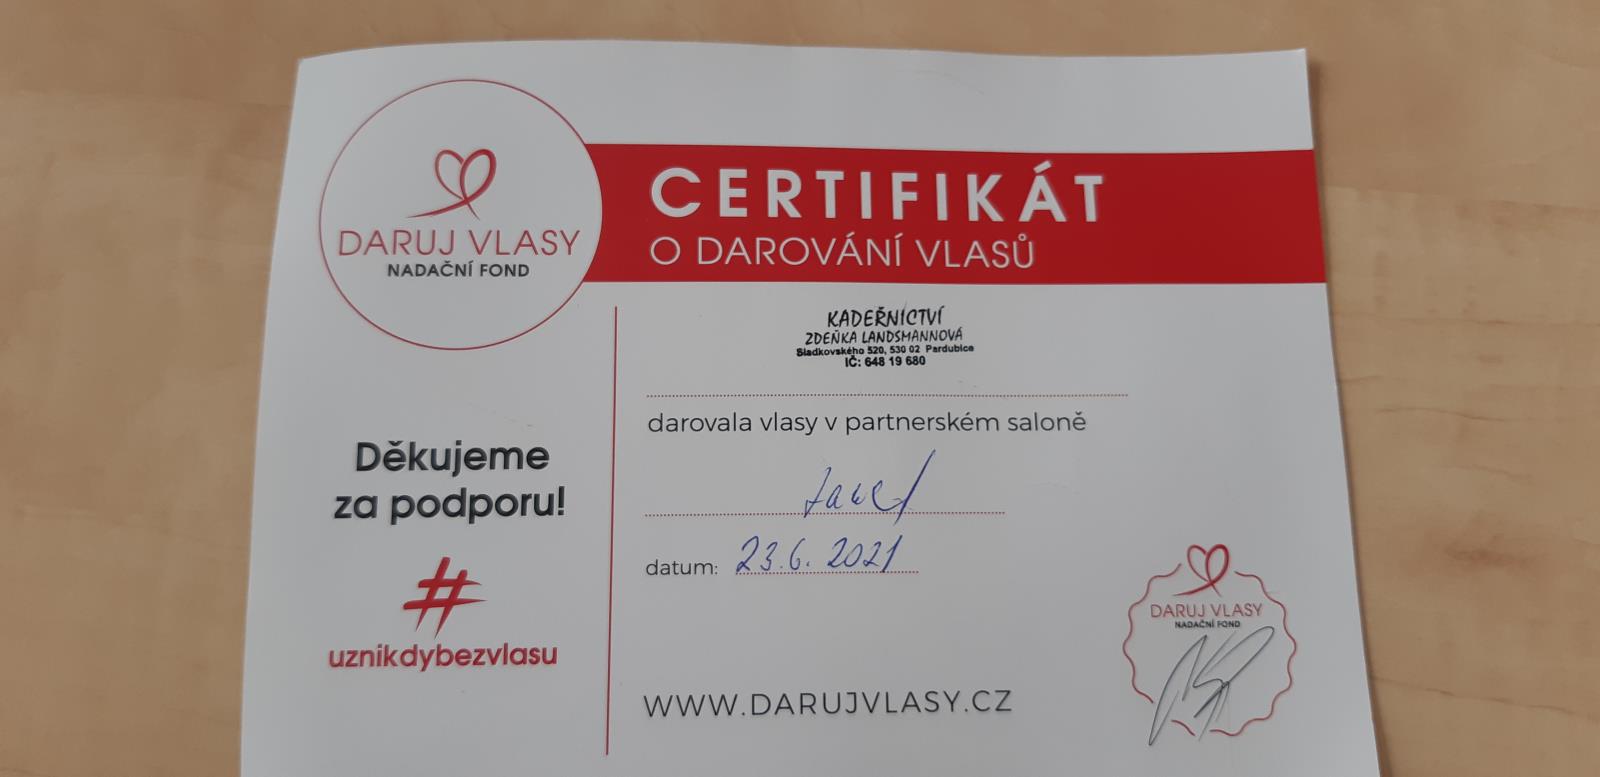 DARUJ VLASY
NADAČNÍ FOND
CERTIFIKÁT
O DAROVÁNÍ VLASŮ
KADEŘNICTVÍ
ZDEŇKA LANDSMANNOVÁ
Sladkovského 520, 530 02 Pardubice
IČ: 648 19 680
darovala vlasy v partnerském saloně
datum: 23.6. 2021
Děkujeme
za podporu!
#
uznikdybezvlasu
WWW.DARUJVLASY.CZ
DARUJ VLASY
NADAČNÍ FOND